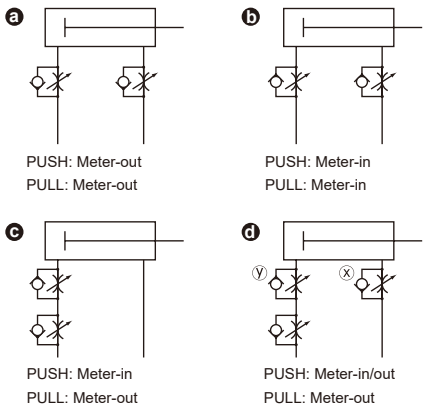 a
b
PUSH: Meter-out
PULL: Meter-out
PUSH: Meter-in
PULL: Meter-in
c
d
y
x
PUSH: Meter-in
PULL: Meter-out
PUSH: Meter-in/out
PULL: Meter-out